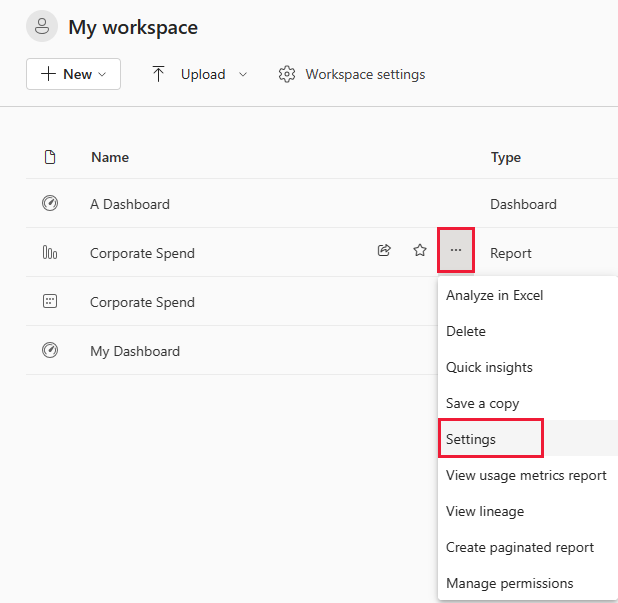 My workspace
New Upload Workspace settings
Name Type
A Dashboard Dashboard
Corporate Spend ... Report
Analyze in Excel
Corporate Spend
Delete
My Dashboard
Quick insights
Save a copy
Settings
View usage metrics report
View lineage
Create paginated report
Manage permissions